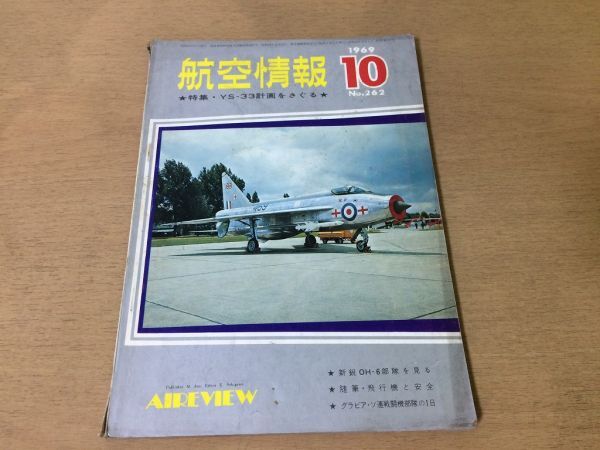 航空情報
1969
10
No.262
★特集・YS-33計画をさぐる★
★新鋭OH-6部隊を見る
★随筆・飛行機と安全
★グラビア・ソ連戦闘機部隊の1日
AIREVIEW